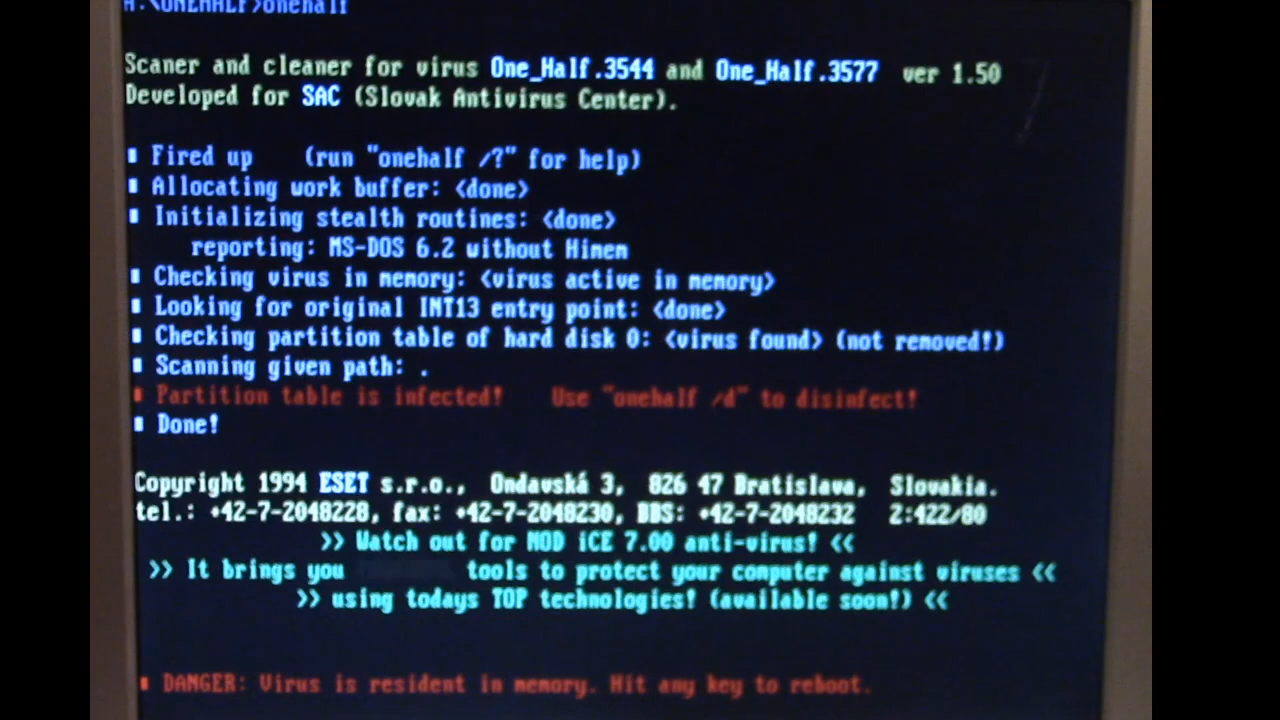 A:\ONEHALF>onehalf
Scaner and cleaner for virus One_Half.3544 and One_Half.3577 ver 1.50
Developed for SAC (Slovak Antivirus Center).
Fired up (run "onehalf /?" for help)
Allocating work buffer: <done>
Initializing stealth routines: <done>
reporting: MS-DOS 6.2 without Himem
Checking virus in memory: <virus active in memory>
Looking for original INT13 entry point: <done>
Checking partition table of hard disk 0: <virus found> (not removed!)
Scanning given path: .
Partition table is infected! Use "onehalf /d" to disinfect!
Done!
Copyright 1994 ESET s.r.o., Ondavská 3, 826 47 Bratislava, Slovakia.
tel.: +42-7-2048228, fax: +42-7-2048230, BBS: +42-7-2048232 2:422/80
>> Watch out for NOD iCE 7.00 anti-virus! <<
>> It brings you tools to protect your computer against viruses <<
>> using todays TOP technologies! (available soon!) <<
DANGER: Virus is resident in memory. Hit any key to reboot.